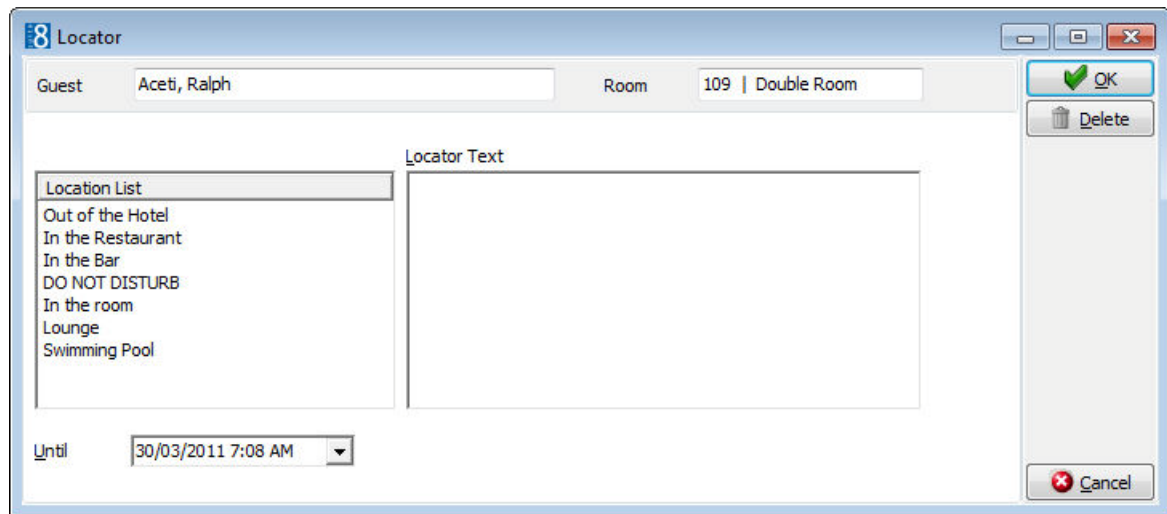 8 Locator
Guest Aceti, Ralph Room 109 | Double Room
OK
Delete
Locator Text
Location List
Out of the Hotel
In the Restaurant
In the Bar
DO NOT DISTURB
In the room
Lounge
Swimming Pool
Until 30/03/2011 7:08 AM
Cancel